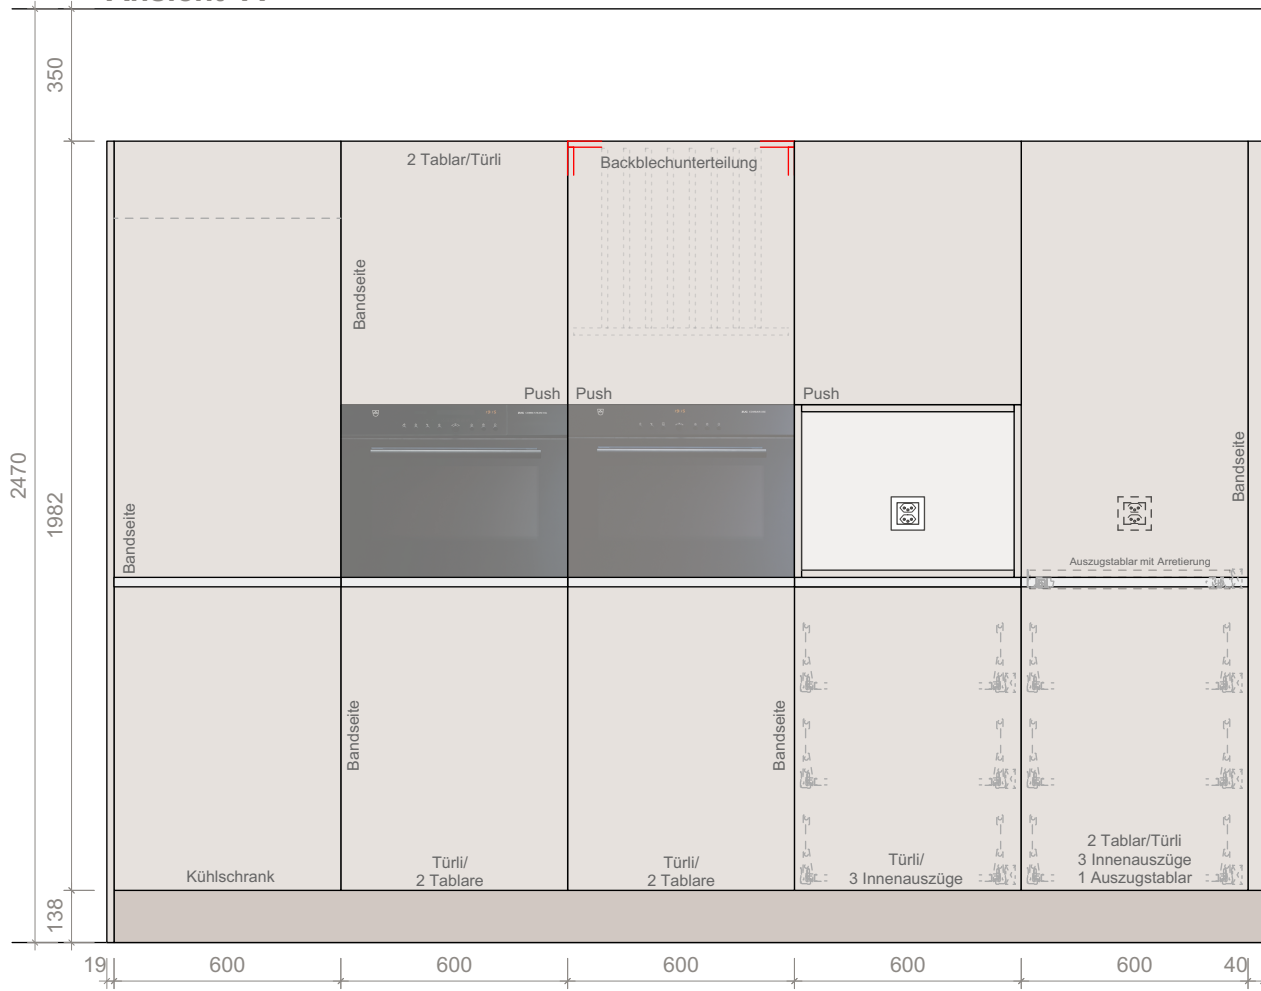 350
2 Tablar/Türli
Backblechunterteilung
Bandseite
Push
Push
Push
2470
1982
Bandseite
Bandseite
Auszugstablar mit Arretierung
Bandseite
Bandseite
Kühlschrank
Türli/
2 Tablare
Türli/
2 Tablare
Türli/
3 Innenauszüge
2 Tablar/Türli
3 Innenauszüge
1 Auszugstablar
138
19
600
600
600
600
600
40